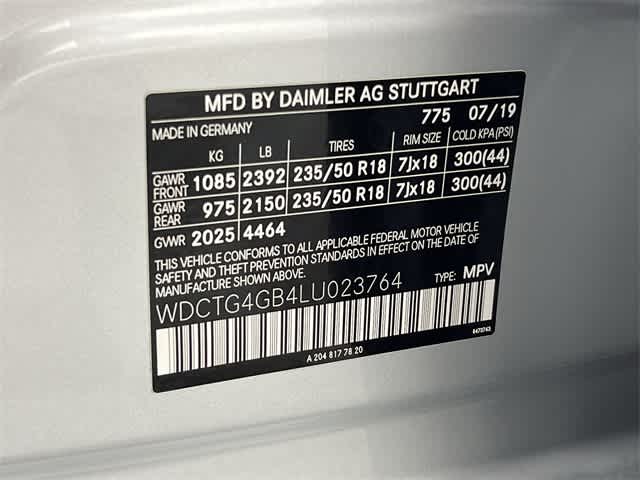 MFD BY DAIMLER AG STUTTGART
MADE IN GERMANY 775 07/19
KG LB TIRES RIM SIZE COLD KPA(PSI)
GAWR FRONT 1085 2392 235/50 R18 7Jx18 300(44)
GAWR REAR 975 2150 235/50 R18 7Jx18 300(44)
GWR 2025 4464
THIS VEHICLE CONFORMS TO ALL APPLICABLE FEDERAL MOTOR VEHICLE
SAFETY AND THEFT PREVENTION STANDARDS IN EFFECT ON THE DATE OF
MANUFACTURE SHOWN ABOVE.
WDCTG4GB4LU023764 TYPE: MPV
A 204 817 78 20